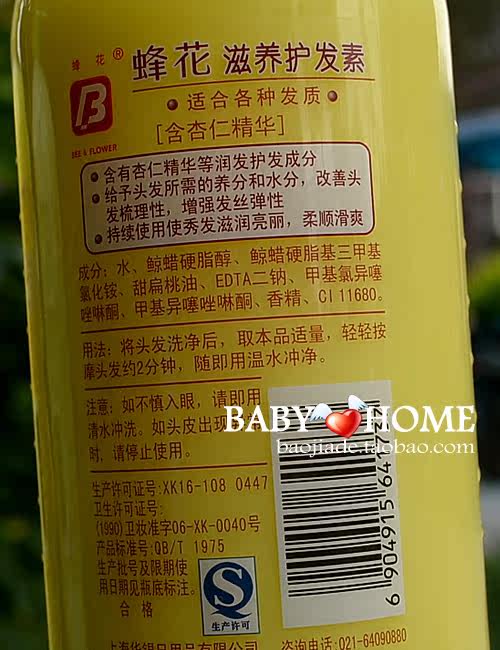 蜂花®
蜂花 滋养护发素
B
BEE & FLOWER
适合各种发质
[含杏仁精华]
含有杏仁精华等润发护发成分
给予头发所需的养分和水分，改善头
发梳理性，增强发丝弹性
持续使用使秀发滋润亮丽，柔顺滑爽
成分：水、鲸蜡硬脂醇、鲸蜡硬脂基三甲基
氯化铵、甜扁桃油、EDTA二钠、甲基氯异噻
唑啉酮、甲基异噻唑啉酮、香精、CI 11680。
用法：将头发洗净后，取本品适量，轻轻按
摩头发约2分钟，随即用温水冲净。
注意：如不慎入眼，请即用
清水冲洗。如头皮出现
时，请停止使用。
BABY HOME
baojiade.taobao.com
生产许可证号:XK16-108 0447
卫生许可证号:
(1990)卫妆准字06-XK-0040号
产品标准号:QB/T 1975
生产批号及限期使
用日期见瓶底标注。
合格
S
生产许可
6 904915 647
咨询电话:021-64090880